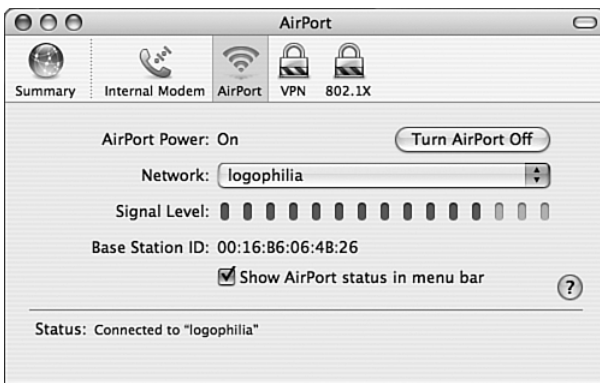 AirPort
Summary Internal Modem AirPort VPN 802.1X
AirPort Power: On Turn AirPort Off
Network: logophilia
Signal Level:
Base Station ID: 00:16:B6:06:4B:26
Show AirPort status in menu bar
?
Status: Connected to "logophilia"